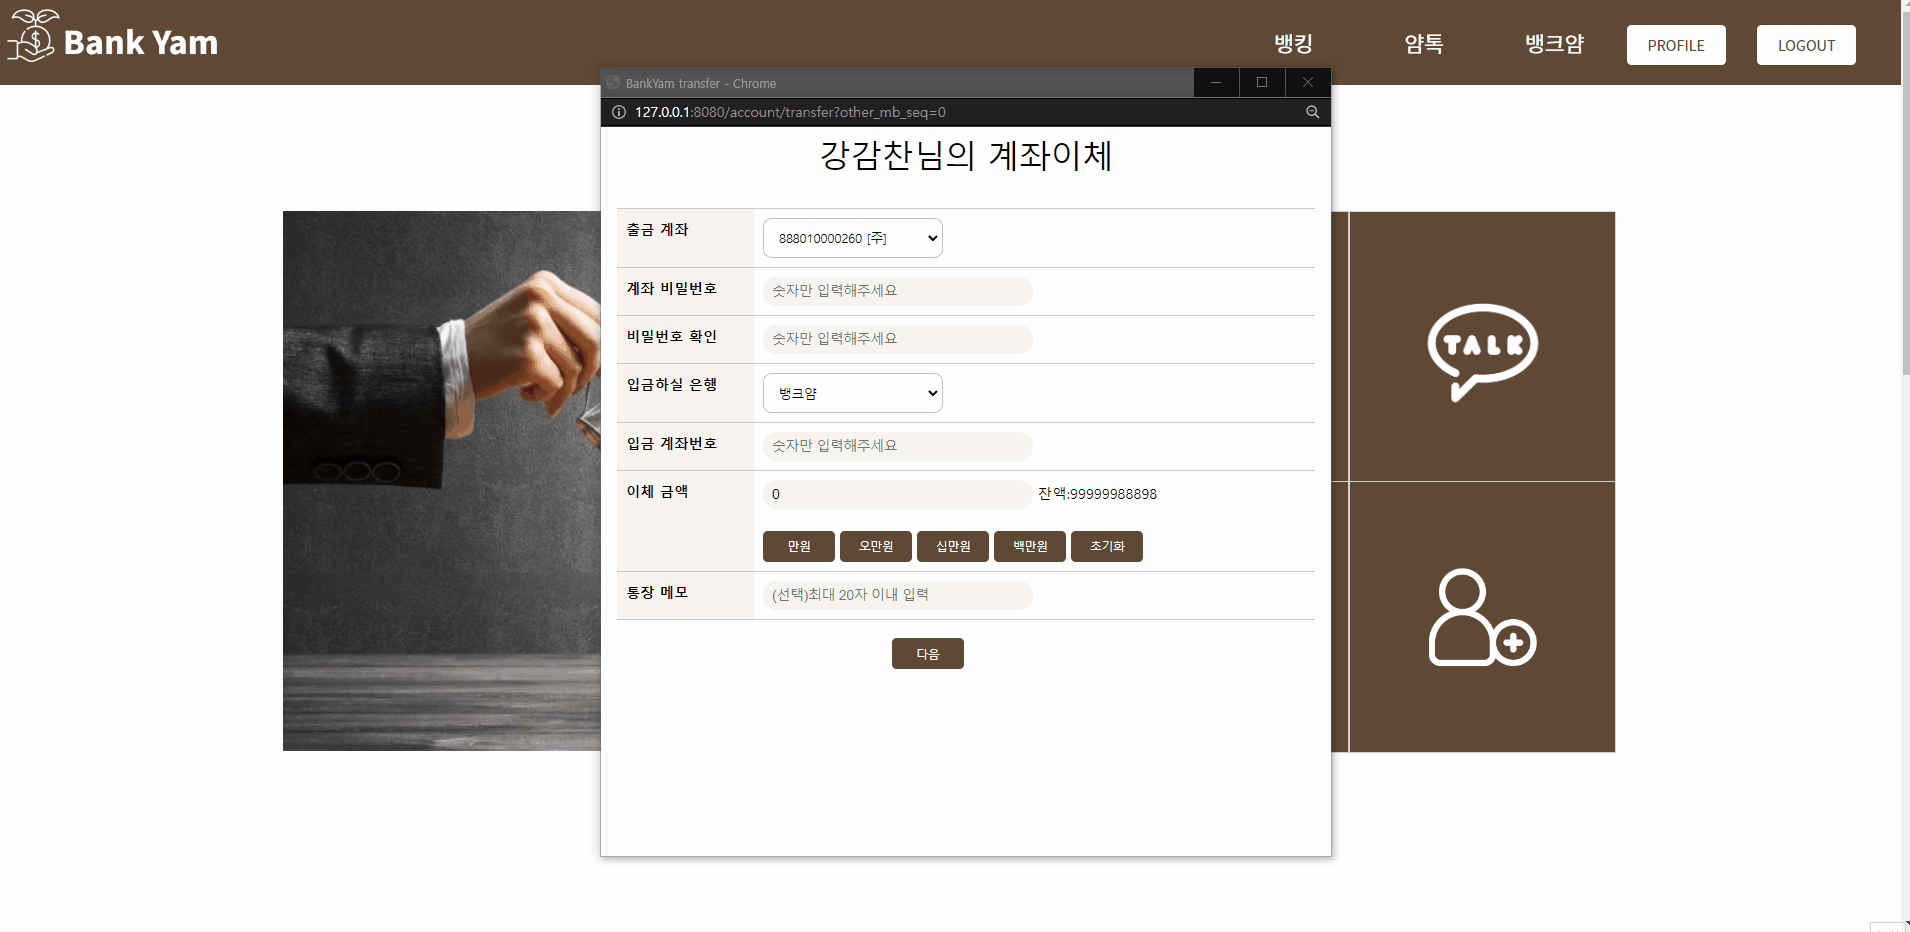 Bank Yam
뱅킹 얌톡 뱅크얌 PROFILE LOGOUT
BankYam transfer - Chrome
127.0.0.1:8080/account/transfer?other_mb_seq=0
강감찬님의 계좌이체
출금 계좌 888010000260 [주]
계좌 비밀번호 숫자만 입력해주세요
비밀번호 확인 숫자만 입력해주세요
입금하실 은행 뱅크얌
입금 계좌번호 숫자만 입력해주세요
이체 금액 0 잔액:99999988898
만원 오만원 십만원 백만원 초기화
통장 메모 (선택)최대 20자 이내 입력
다음
TALK